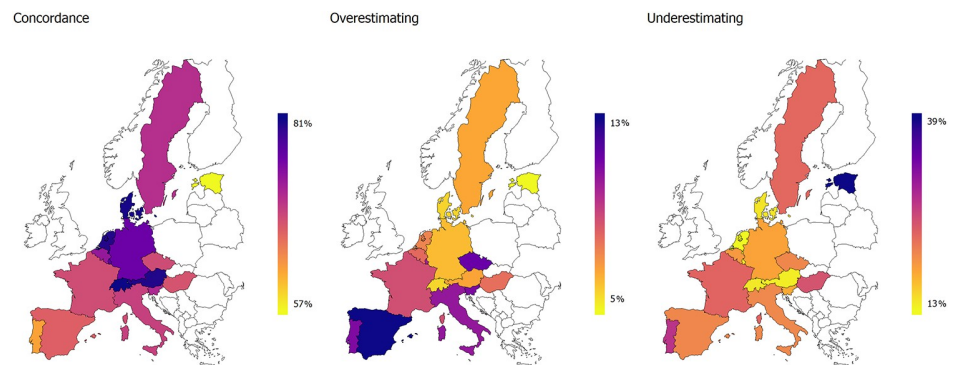 Concordance
81%
57%
Overestimating
13%
5%
Underestimating
39%
13%